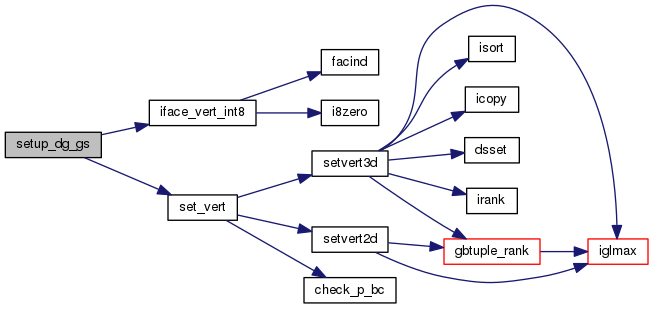 setup_dg_gs
iface_vert_int8
facind
i8zero
set_vert
setvert3d
setvert2d
check_p_bc
isort
icopy
dsset
irank
gbtuple_rank
iglmax